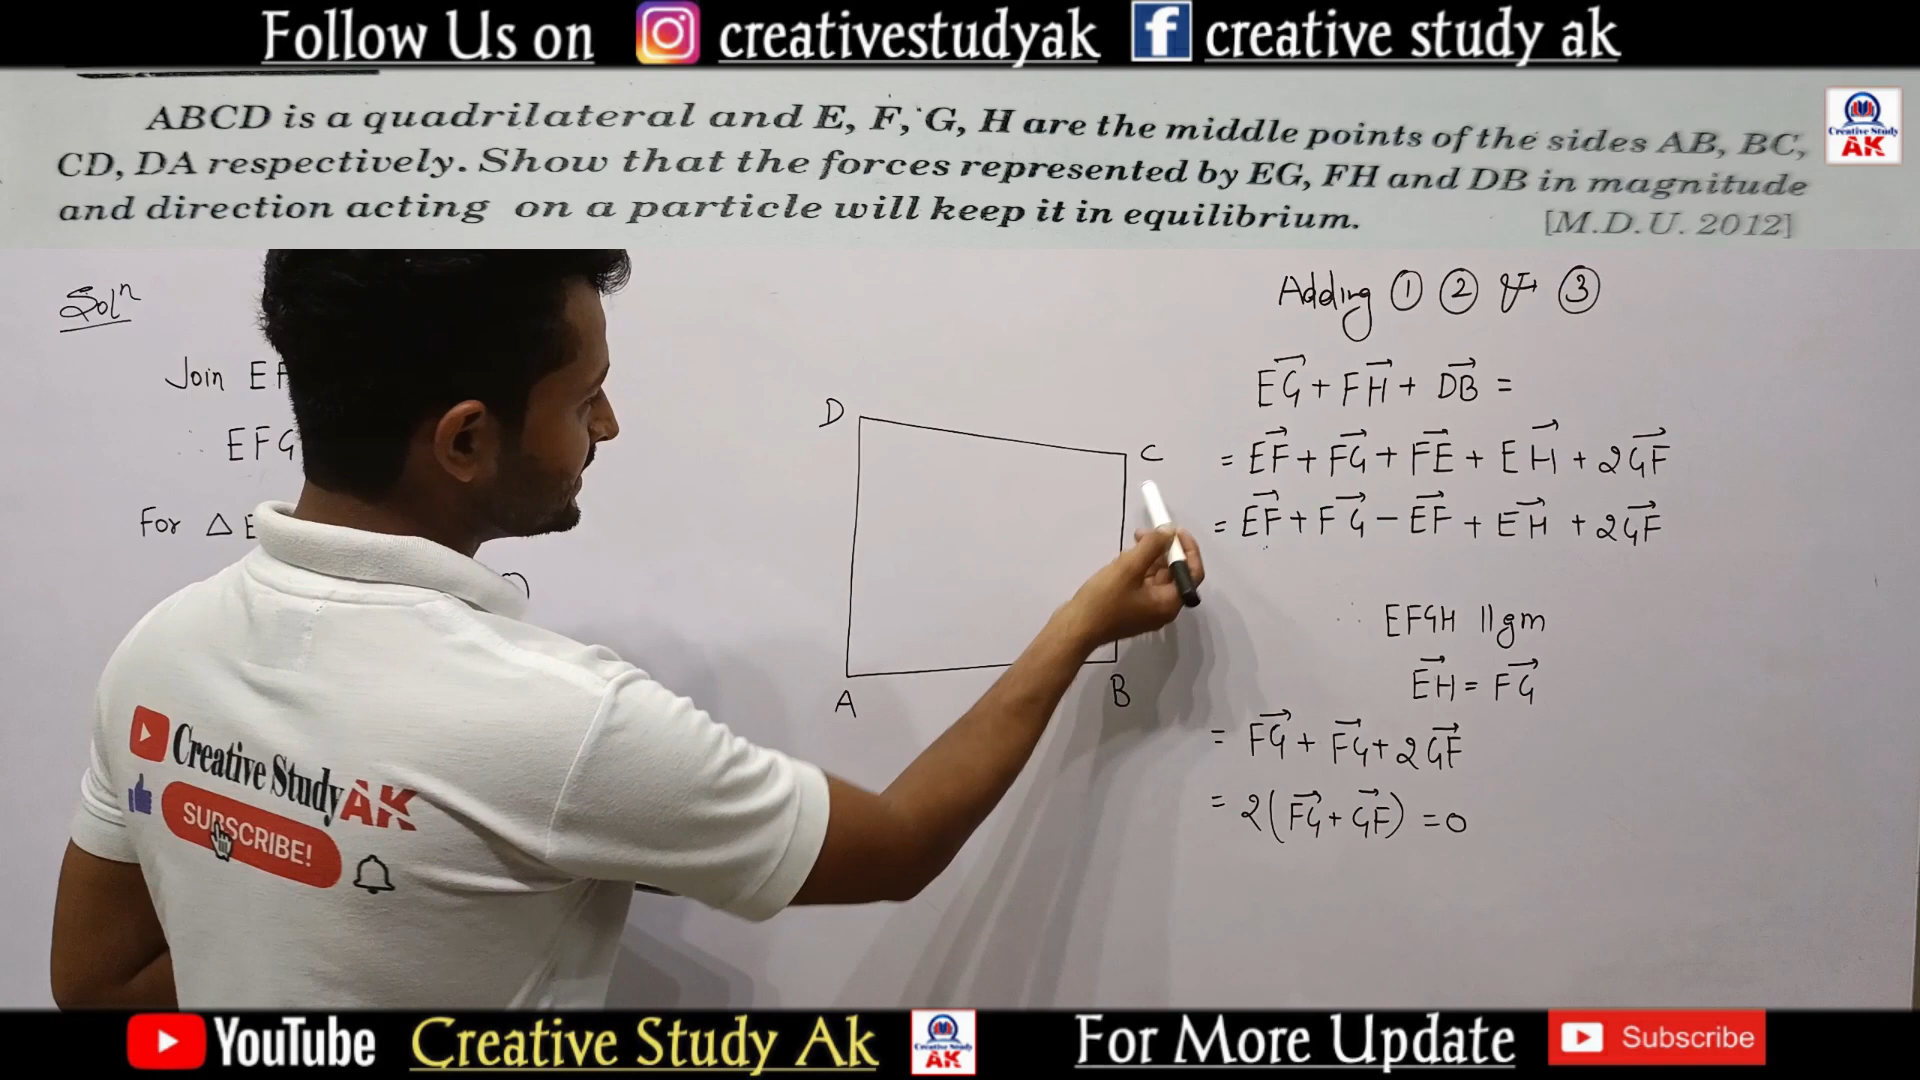 Follow Us on creativestudyak creative study ak
ABCD is a quadrilateral and E, F, G, H are the middle points of the sides AB, BC,
CD, DA respectively. Show that the forces represented by EG, FH and DB in magnitude
and direction acting on a particle will keep it in equilibrium. [M.D.U. 2012]
Creative Study
AK
Solⁿ
Join EF
EFG
For △ E
D
C
A
B
Adding ① ② & ③
EG⃗ + FH⃗ + DB⃗ =
= EF⃗ + FG⃗ + FE⃗ + EH⃗ + 2GF⃗
= EF⃗ + FG⃗ − EF⃗ + EH⃗ + 2GF⃗
∵ EFGH ||gm
EH⃗ = FG⃗
= FG⃗ + FG⃗ + 2GF⃗
= 2(FG⃗ + GF⃗) = 0
Creative Study AK
SUBSCRIBE!
YouTube Creative Study Ak Creative Study AK For More Update Subscribe